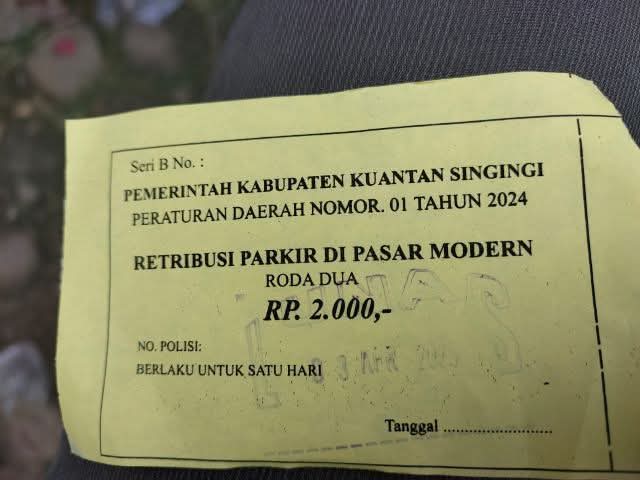 Seri B No. :
PEMERINTAH KABUPATEN KUANTAN SINGINGI
PERATURAN DAERAH NOMOR. 01 TAHUN 2024
RETRIBUSI PARKIR DI PASAR MODERN
RODA DUA
RP. 2.000,-
NO. POLISI:
BERLAKU UNTUK SATU HARI
Tanggal ..........................